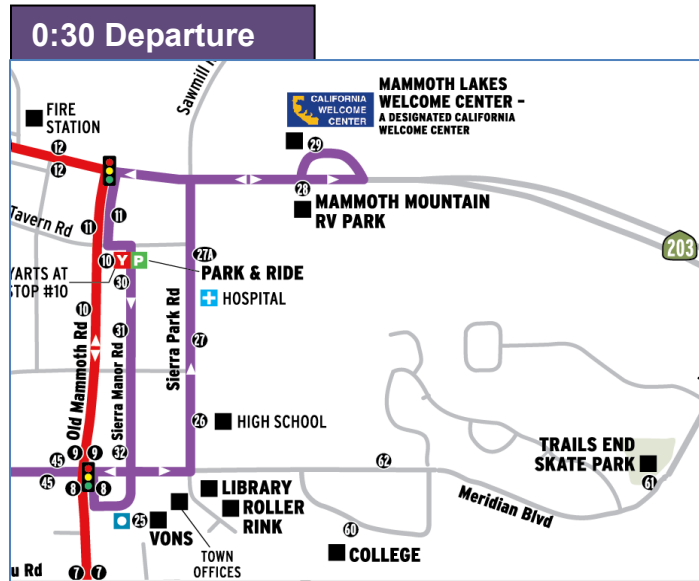 0:30 Departure
Sawmill
FIRE
STATION
CALIFORNIA
WELCOME
CENTER
MAMMOTH LAKES
WELCOME CENTER –
A DESIGNATED CALIFORNIA
WELCOME CENTER
12
12
29
28
MAMMOTH MOUNTAIN
RV PARK
Tavern Rd
11
11
203
27A
YARTS AT
STOP #10
10
Y
P
30
PARK & RIDE
HOSPITAL
10
Old Mammoth Rd
31
Sierra Manor Rd
Sierra Park Rd
27
26
HIGH SCHOOL
9
9
32
45
45
8
8
62
TRAILS END
SKATE PARK
61
Meridian Blvd
LIBRARY
ROLLER
RINK
25
VONS
TOWN
OFFICES
60
COLLEGE
u Rd
7
7